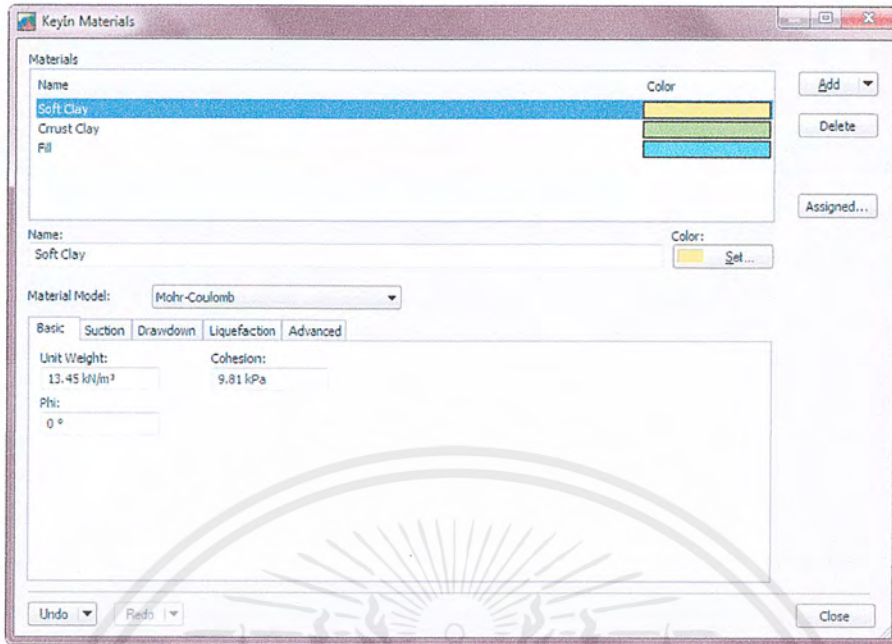 KeyIn Materials
Materials
Name Color
Add
Soft Clay
Crrust Clay
Delete
Fill
Assigned...
Name: Color:
Soft Clay Set...
Material Model: Mohr-Coulomb
Basic Suction Drawdown Liquefaction Advanced
Unit Weight: Cohesion:
13.45 kN/m³ 9.81 kPa
Phi:
0 °
Undo Redo Close